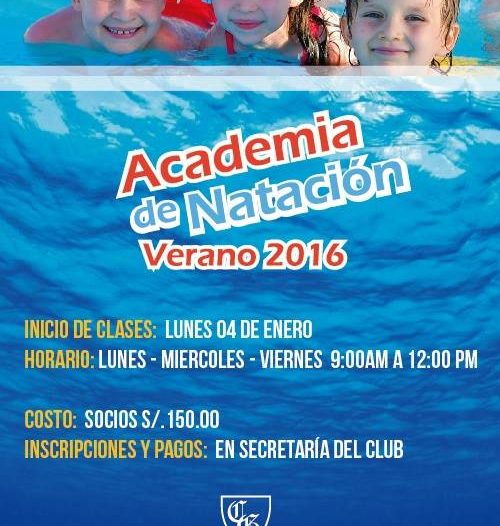 Academia
de Natación
Verano 2016
INICIO DE CLASES: LUNES 04 DE ENERO
HORARIO: LUNES - MIERCOLES - VIERNES 9:00AM A 12:00 PM
COSTO: SOCIOS S/.150.00
INSCRIPCIONES Y PAGOS: EN SECRETARÍA DEL CLUB